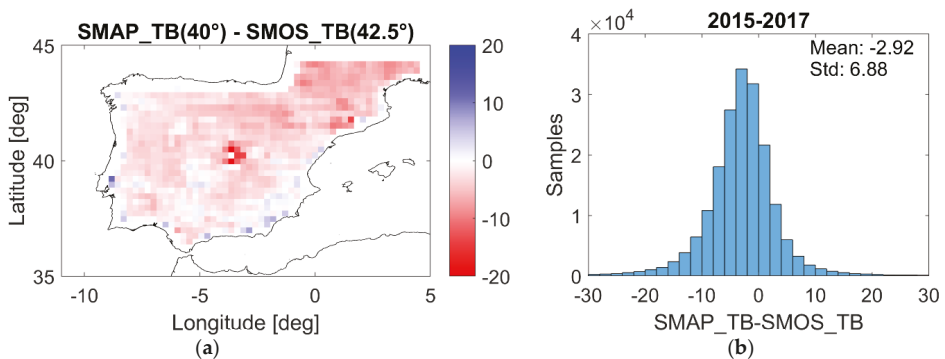 SMAP_TB(40°) - SMOS_TB(42.5°)
45
40
35
Latitude [deg]
-10
-5
0
5
Longitude [deg]
20
10
0
-10
-20
(a)
2015-2017
×10⁴
Mean: -2.92
Std: 6.88
4
3
2
1
0
Samples
-30
-20
-10
0
10
20
30
SMAP_TB-SMOS_TB
(b)